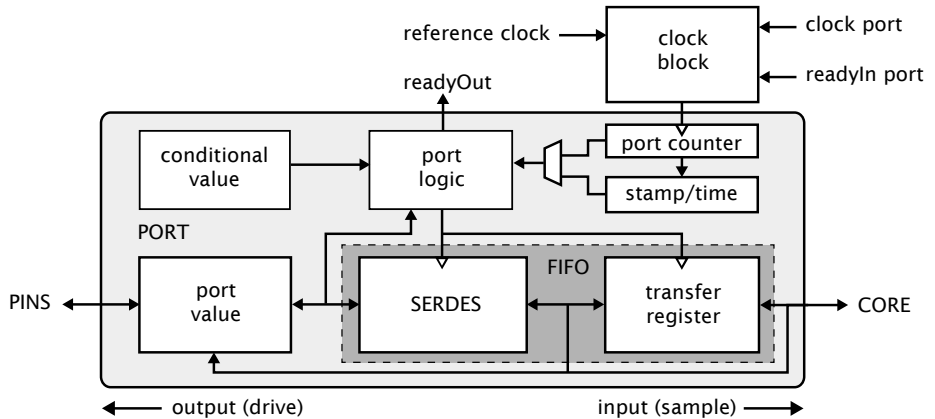 reference clock
clock
block
clock port
readyIn port
readyOut
conditional
value
port
logic
port counter
stamp/time
PORT
FIFO
PINS
port
value
SERDES
transfer
register
CORE
output (drive)
input (sample)